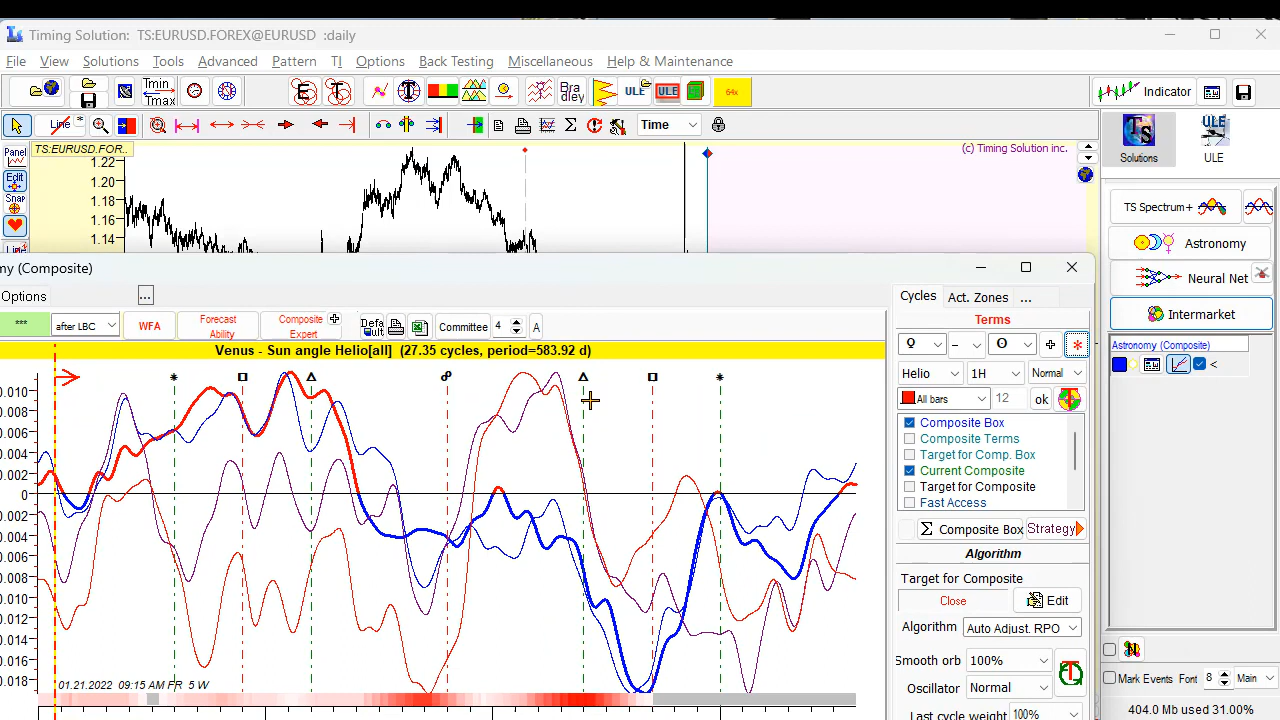 Timing Solution: TS:EURUSD.FOREX@EURUSD :daily
File View Solutions Tools Advanced Pattern TI Options Back Testing Miscellaneous Help & Maintenance
Tmin
Tmax
Bra
dley
ULE
ULE
64x
Indicator
Line *
Time
Panel
TS:EURUSD.FOR..
(c) Timing Solution inc.
Solutions
ULE
Edit
Snap
1.22
1.20
1.18
1.16
1.14
TS Spectrum+
Astronomy
Neural Net
Intermarket
my (Composite)
Options
...
Cycles Act. Zones ...
*** after LBC WFA Forecast Ability Composite Expert Defa ult Committee 4 A
Terms
Venus - Sun angle Helio[all] (27.35 cycles, period=583.92 d)
Helio 1H Normal
All bars 12 ok
Composite Box
Composite Terms
Target for Comp. Box
Current Composite
Target for Composite
Fast Access
Σ Composite Box Strategy
Algorithm
Target for Composite
Close Edit
Algorithm Auto Adjust. RPO
Smooth orb 100%
Oscillator Normal
Last cycle weight 100%
Astronomy (Composite)
<
0.010
0.006
0.004
0.002
0
0.002
0.004
0.006
0.008
0.010
0.014
0.016
0.018
01.21.2022 09:15 AM FR 5 W
Mark Events Font 8 Main
404.0 Mb used 31.00%